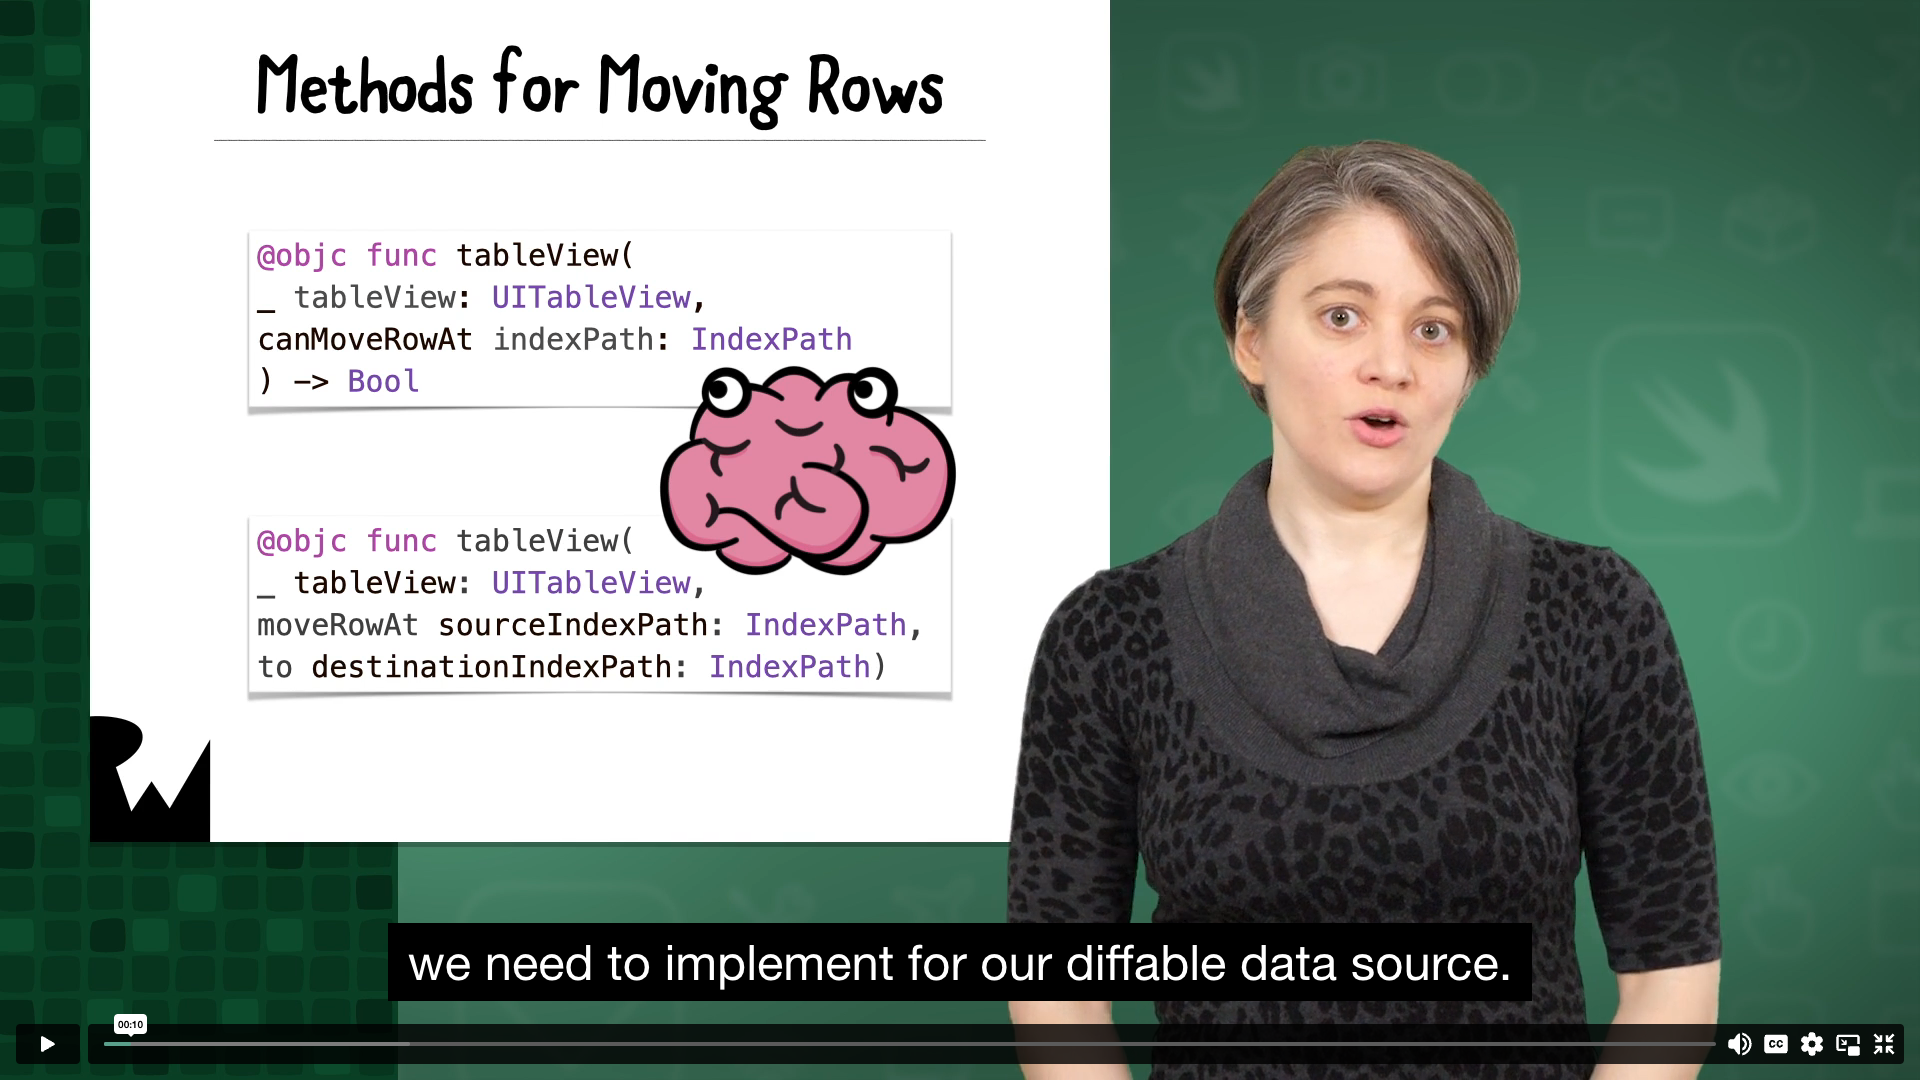 Methods for Moving Rows
@objc func tableView(
_ tableView: UITableView,
canMoveRowAt indexPath: IndexPath
) -> Bool
@objc func tableView(
_ tableView: UITableView,
moveRowAt sourceIndexPath: IndexPath,
to destinationIndexPath: IndexPath)
RW
we need to implement for our diffable data source.
00:10
CC